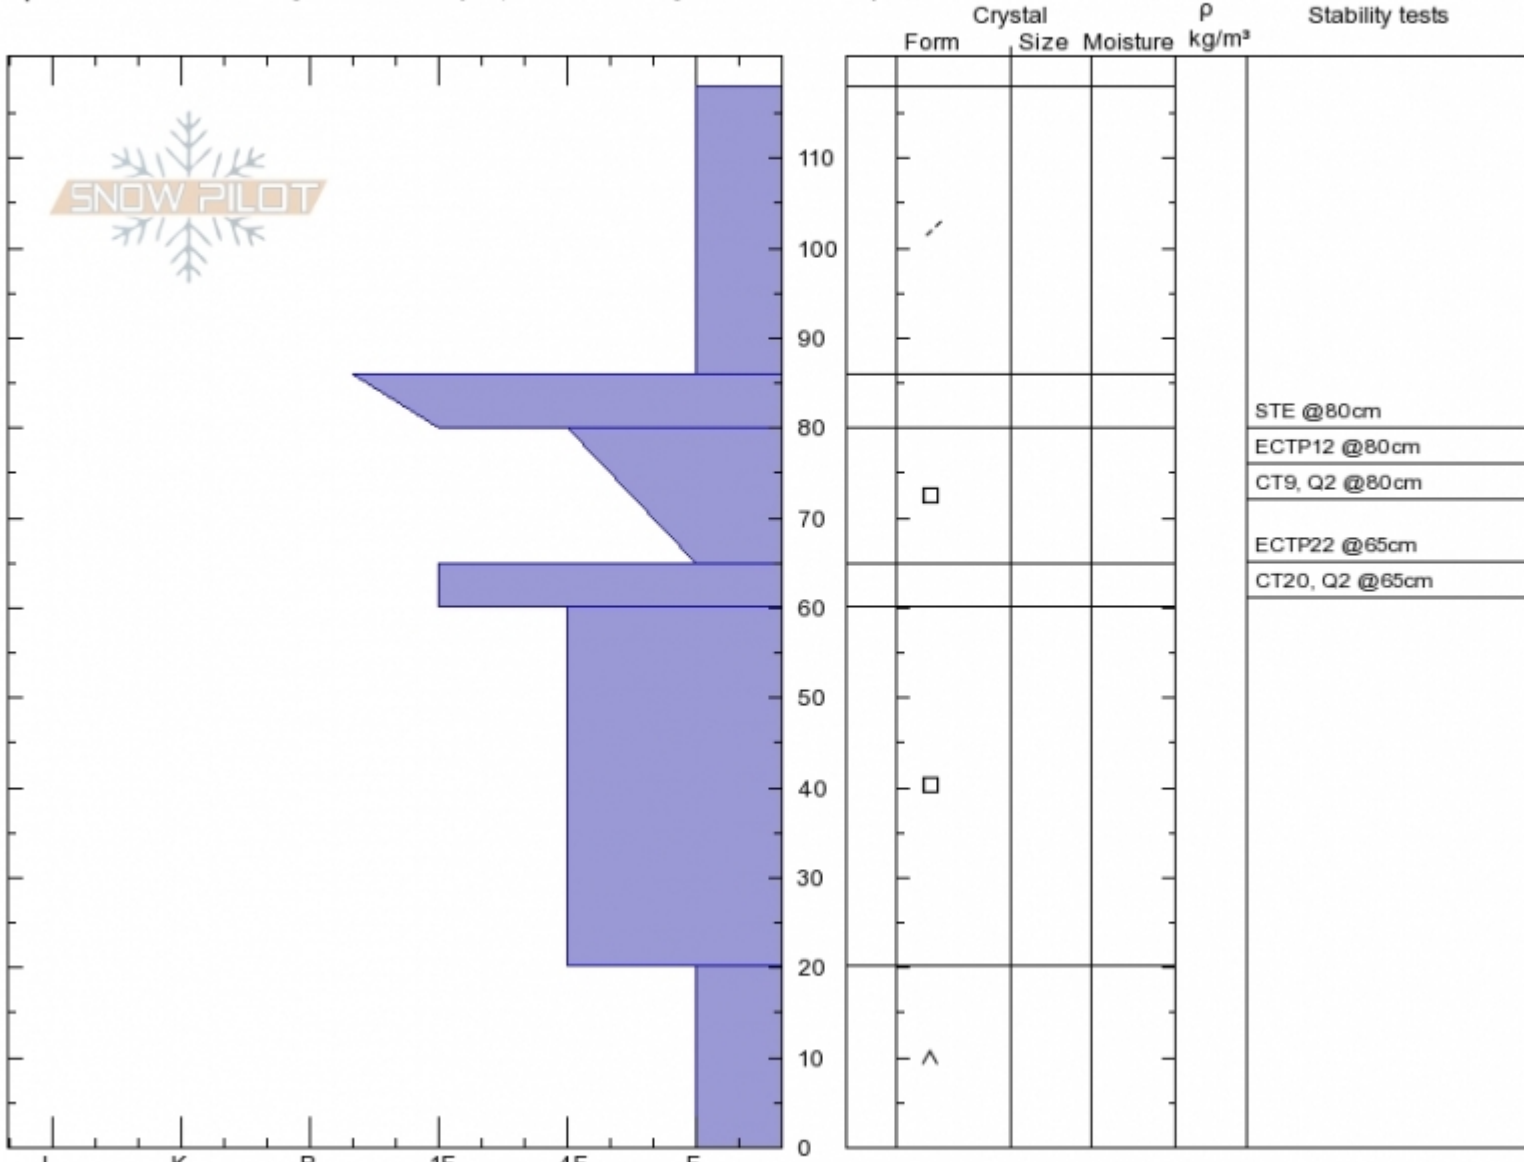 Crystal
ρ
Stability tests
Form
Size
Moisture
kg/m³
SNOW PILOT
110
100
90
80
70
60
50
40
30
20
10
0
STE @80cm
ECTP12 @80cm
CT9, Q2 @80cm
ECTP22 @65cm
CT20, Q2 @65cm